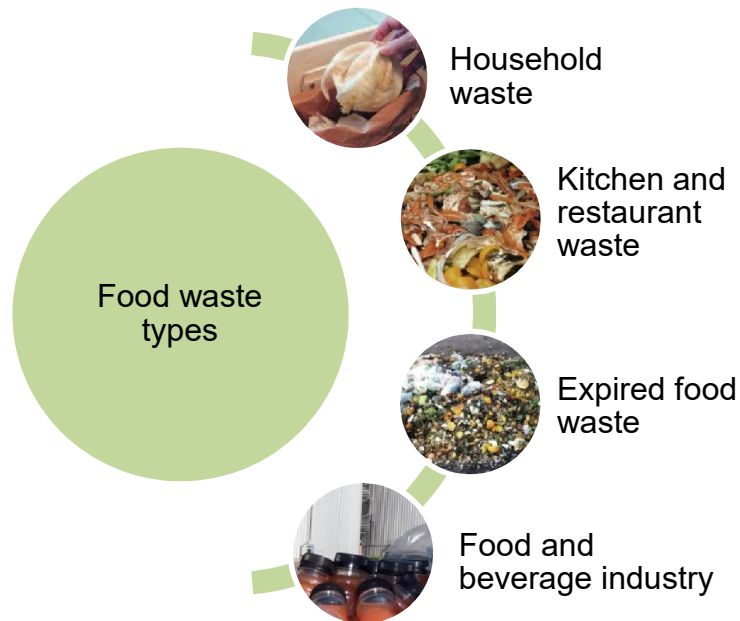 Food waste
types
Household
waste
Kitchen and
restaurant
waste
Expired food
waste
Food and
beverage industry